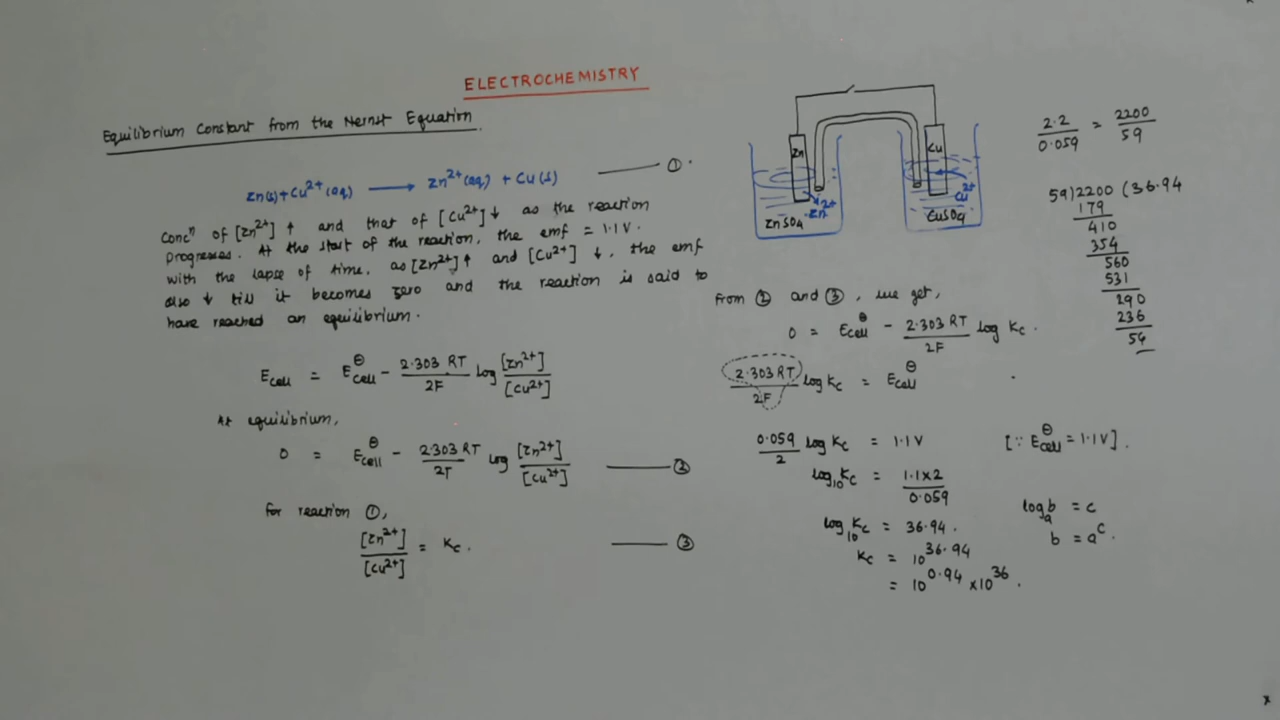 ELECTROCHEMISTRY
Equilibrium Constant from the Nernst Equation.
Zn(s)+Cu²⁺(aq) ⟶ Zn²⁺(aq) + Cu(s) —— ①.
Concⁿ of [Zn²⁺] ↑ and that of [Cu²⁺]↓ as the reaction
progresses. At the start of the reaction, the emf = 1.1 V.
with the lapse of time, as [Zn²⁺]↑ and [Cu²⁺] ↓, the emf
also ↓ till it becomes zero and the reaction is said to
have reached an equilibrium.
E_cell = E^Θ_cell - 2.303 RT/2F log [Zn²⁺]/[Cu²⁺]
At equilibrium,
0 = E^Θ_cell - 2.303 RT/2F log [Zn²⁺]/[Cu²⁺] —— ②
For reaction ①,
[Zn²⁺]/[Cu²⁺] = Kc. —— ③
Zn
Cu
Zn²⁺
Cu²⁺
ZnSO₄
CuSO₄
From ② and ③, we get,
0 = E^Θ_cell - 2.303 RT/2F log Kc.
2.303 RT/2F log Kc = E^Θ_cell
0.059/2 log Kc = 1.1 V [∵ E^Θ_cell = 1.1 V].
log₁₀ Kc = 1.1×2/0.059
log₁₀ Kc = 36.94.
Kc = 10^36.94
= 10^0.94 ×10^36.
log_a b = c
b = a^c.
2.2/0.059 = 2200/59
59)2200(36.94
179
410
354
560
531
290
236
54